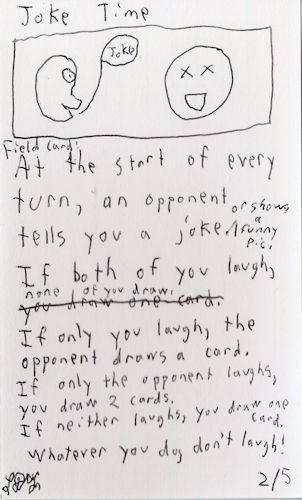 Joke Time
Joke
Field Card:
At the start of every
turn, an opponent or shows
tells you a joke. / a funny pic!
If both of you laugh,
none of you draw.
you draw one card.
If only you laugh, the
opponent draws a card.
If only the opponent laughs,
you draw 2 cards.
If neither laughs, you draw one
card.
Whatever you do, don't laugh!
2/5